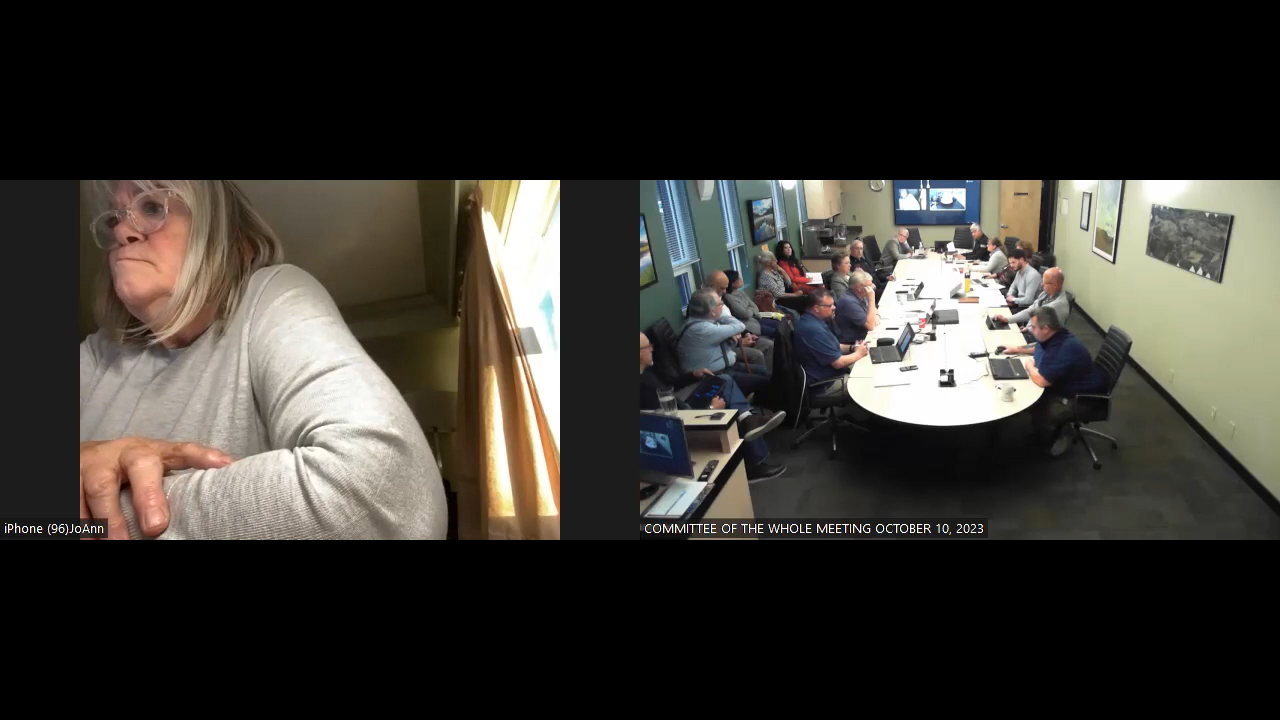 iPhone (96)JoAnn
COMMITTEE OF THE WHOLE MEETING OCTOBER 10, 2023